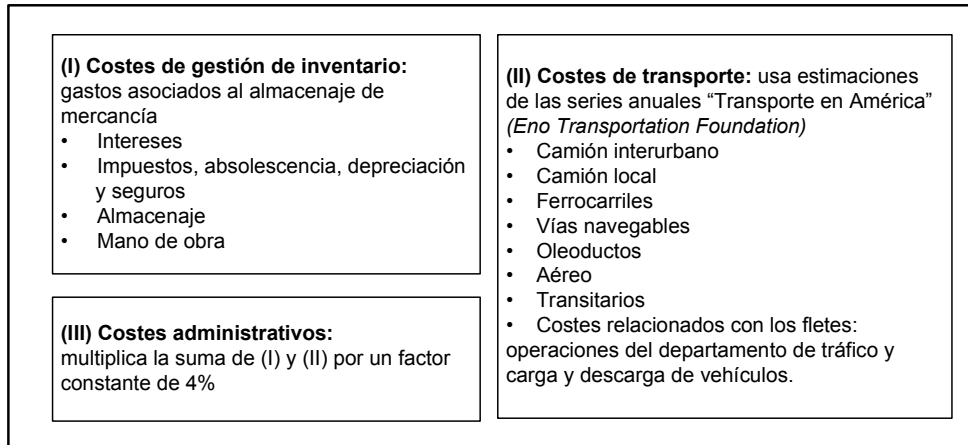 (I) Costes de gestión de inventario:
gastos asociados al almacenaje de
mercancía
• Intereses
• Impuestos, absolescencia, depreciación
y seguros
• Almacenaje
• Mano de obra
(III) Costes administrativos:
multiplica la suma de (I) y (II) por un factor
constante de 4%
(II) Costes de transporte: usa estimaciones
de las series anuales “Transporte en América”
(Eno Transportation Foundation)
• Camión interurbano
• Camión local
• Ferrocarriles
• Vías navegables
• Oleoductos
• Aéreo
• Transitarios
• Costes relacionados con los fletes:
operaciones del departamento de tráfico y
carga y descarga de vehículos.